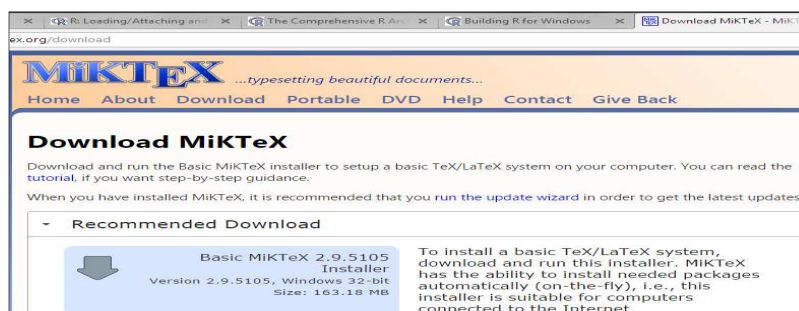 R: Loading/Attaching and
The Comprehensive R Arc
Building R for Windows
Download MiKTeX - MiKT
ex.org/download
MiKTeX ...typesetting beautiful documents...
Home About Download Portable DVD Help Contact Give Back
Download MiKTeX
Download and run the Basic MiKTeX installer to setup a basic TeX/LaTeX system on your computer. You can read the
tutorial, if you want step-by-step guidance.
When you have installed MiKTeX, it is recommended that you run the update wizard in order to get the latest updates
Recommended Download
Basic MiKTeX 2.9.5105
Installer
Version 2.9.5105, Windows 32-bit
Size: 163.18 MB
To install a basic TeX/LaTeX system,
download and run this installer. MiKTeX
has the ability to install needed packages
automatically (on-the-fly), i.e., this
installer is suitable for computers
connected to the Internet.